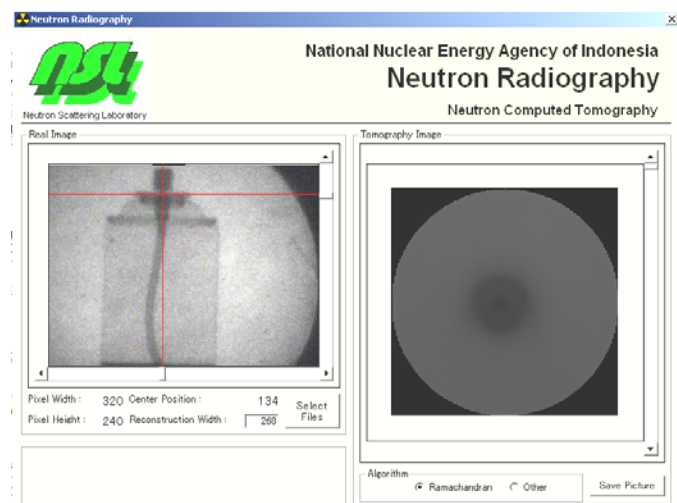 Neutron Radiography
nsl
Neutron Scattering Laboratory
National Nuclear Energy Agency of Indonesia
Neutron Radiography
Neutron Computed Tomography
Real Image
Pixel Width : 320 Center Position : 134
Pixel Height : 240 Reconstruction Width : 268
Select Files
Tomography Image
Algorithm
Ramachandran Other
Save Picture